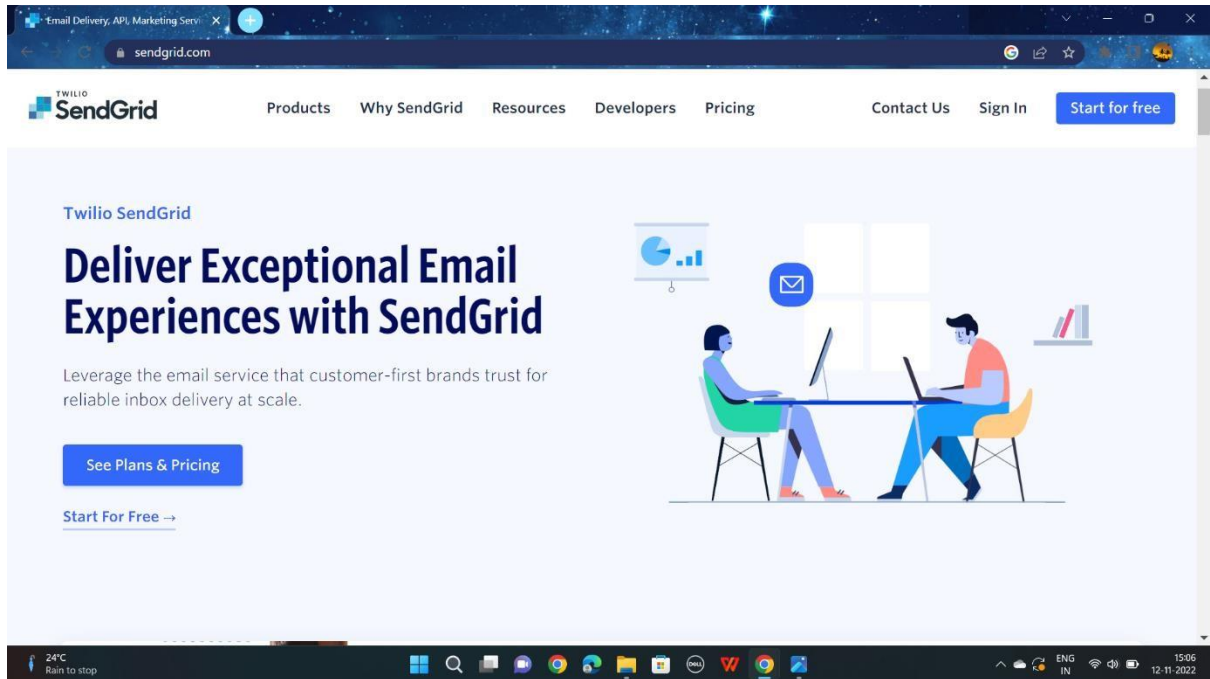 Email Delivery, API, Marketing Servi
sendgrid.com
TWILIO
SendGrid
Products Why SendGrid Resources Developers Pricing Contact Us Sign In Start for free
Twilio SendGrid
Deliver Exceptional Email
Experiences with SendGrid
Leverage the email service that customer-first brands trust for
reliable inbox delivery at scale.
See Plans & Pricing
Start For Free →
24°C
Rain to stop
DELL
ENG
IN
15:06
12-11-2022